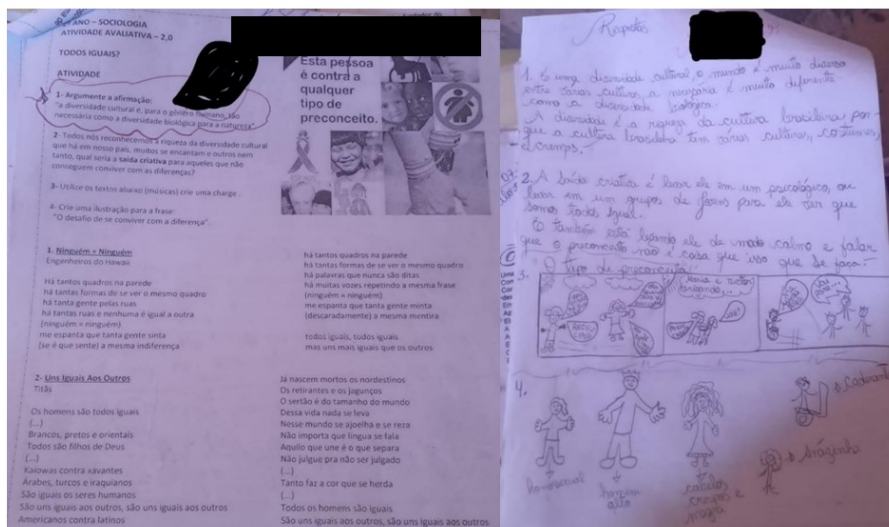 ANO – SOCIOLOGIA
ATIVIDADE AVALIATIVA – 2,0
TODOS IGUAIS?
ATIVIDADE
1- Argumente a afirmação:
"a diversidade cultural é, para o gênero humano, tão
necessária como a diversidade biológica para a natureza".
2- Todos nós reconhecemos a riqueza da diversidade cultural
que há em nosso país, muitos se encantam e outros nem
tanto, qual seria a saída criativa para aqueles que não
conseguem conviver com as diferenças?
3- Utilize os textos abaixo (músicas) crie uma charge.
4- Crie uma ilustração para a frase:
"O desafio de se conviver com a diferença".
Esta pessoa
é contra a
qualquer
tipo de
preconceito.
1. Ninguém = Ninguém
Engenheiros do Hawaii
Há tantos quadros na parede
há tantas formas de se ver o mesmo quadro
há tanta gente pelas ruas
há tantas ruas e nenhuma é igual a outra
(ninguém = ninguém)
me espanta que tanta gente sinta
(se é que sente) a mesma indiferença
há tantos quadros na parede
há tantas formas de se ver o mesmo quadro
há palavras que nunca são ditas
há muitas vozes repetindo a mesma frase
(ninguém = ninguém)
me espanta que tanta gente minta
(descaradamente) a mesma mentira
todos iguais, todos iguais
mas uns mais iguais que os outros
2- Uns Iguais Aos Outros
Titãs
Os homens são todos iguais
(...)
Brancos, pretos e orientais
Todos são filhos de Deus
(...)
Kaiowas contra xavantes
Árabes, turcos e iraquianos
São iguais os seres humanos
São uns iguais aos outros, são uns iguais aos outros
Americanos contra latinos
Já nascem mortos os nordestinos
Os retirantes e os jagunços
O sertão é do tamanho do mundo
Dessa vida nada se leva
Nesse mundo se ajoelha e se reza
Não importa que língua se fala
Aquilo que une é o que separa
Não julgue pra não ser julgado
(...)
Tanto faz a cor que se herda
(...)
Todos os homens são iguais
São uns iguais aos outros, são uns iguais aos outros
1. É uma diversidade cultural, o mundo é muito diverso
entre várias culturas, a é muito diferente
como a diversidade biológica.
A diversidade é a riqueza da cultura brasileira por-
que a cultura brasileira tem várias culturas, costumes,
2. A Saída criativa é levar ele em um psicológico, ou
levar em um grupos de jovens para ele ver que
somos todos igual.
E também está ele de modo calmo e falar
que o preconceito não é coisa que se faça.
O tipo de preconceito:
3.
4.
homosexual
homem
alto
cabelos
crespos e
negra
Cadeirante